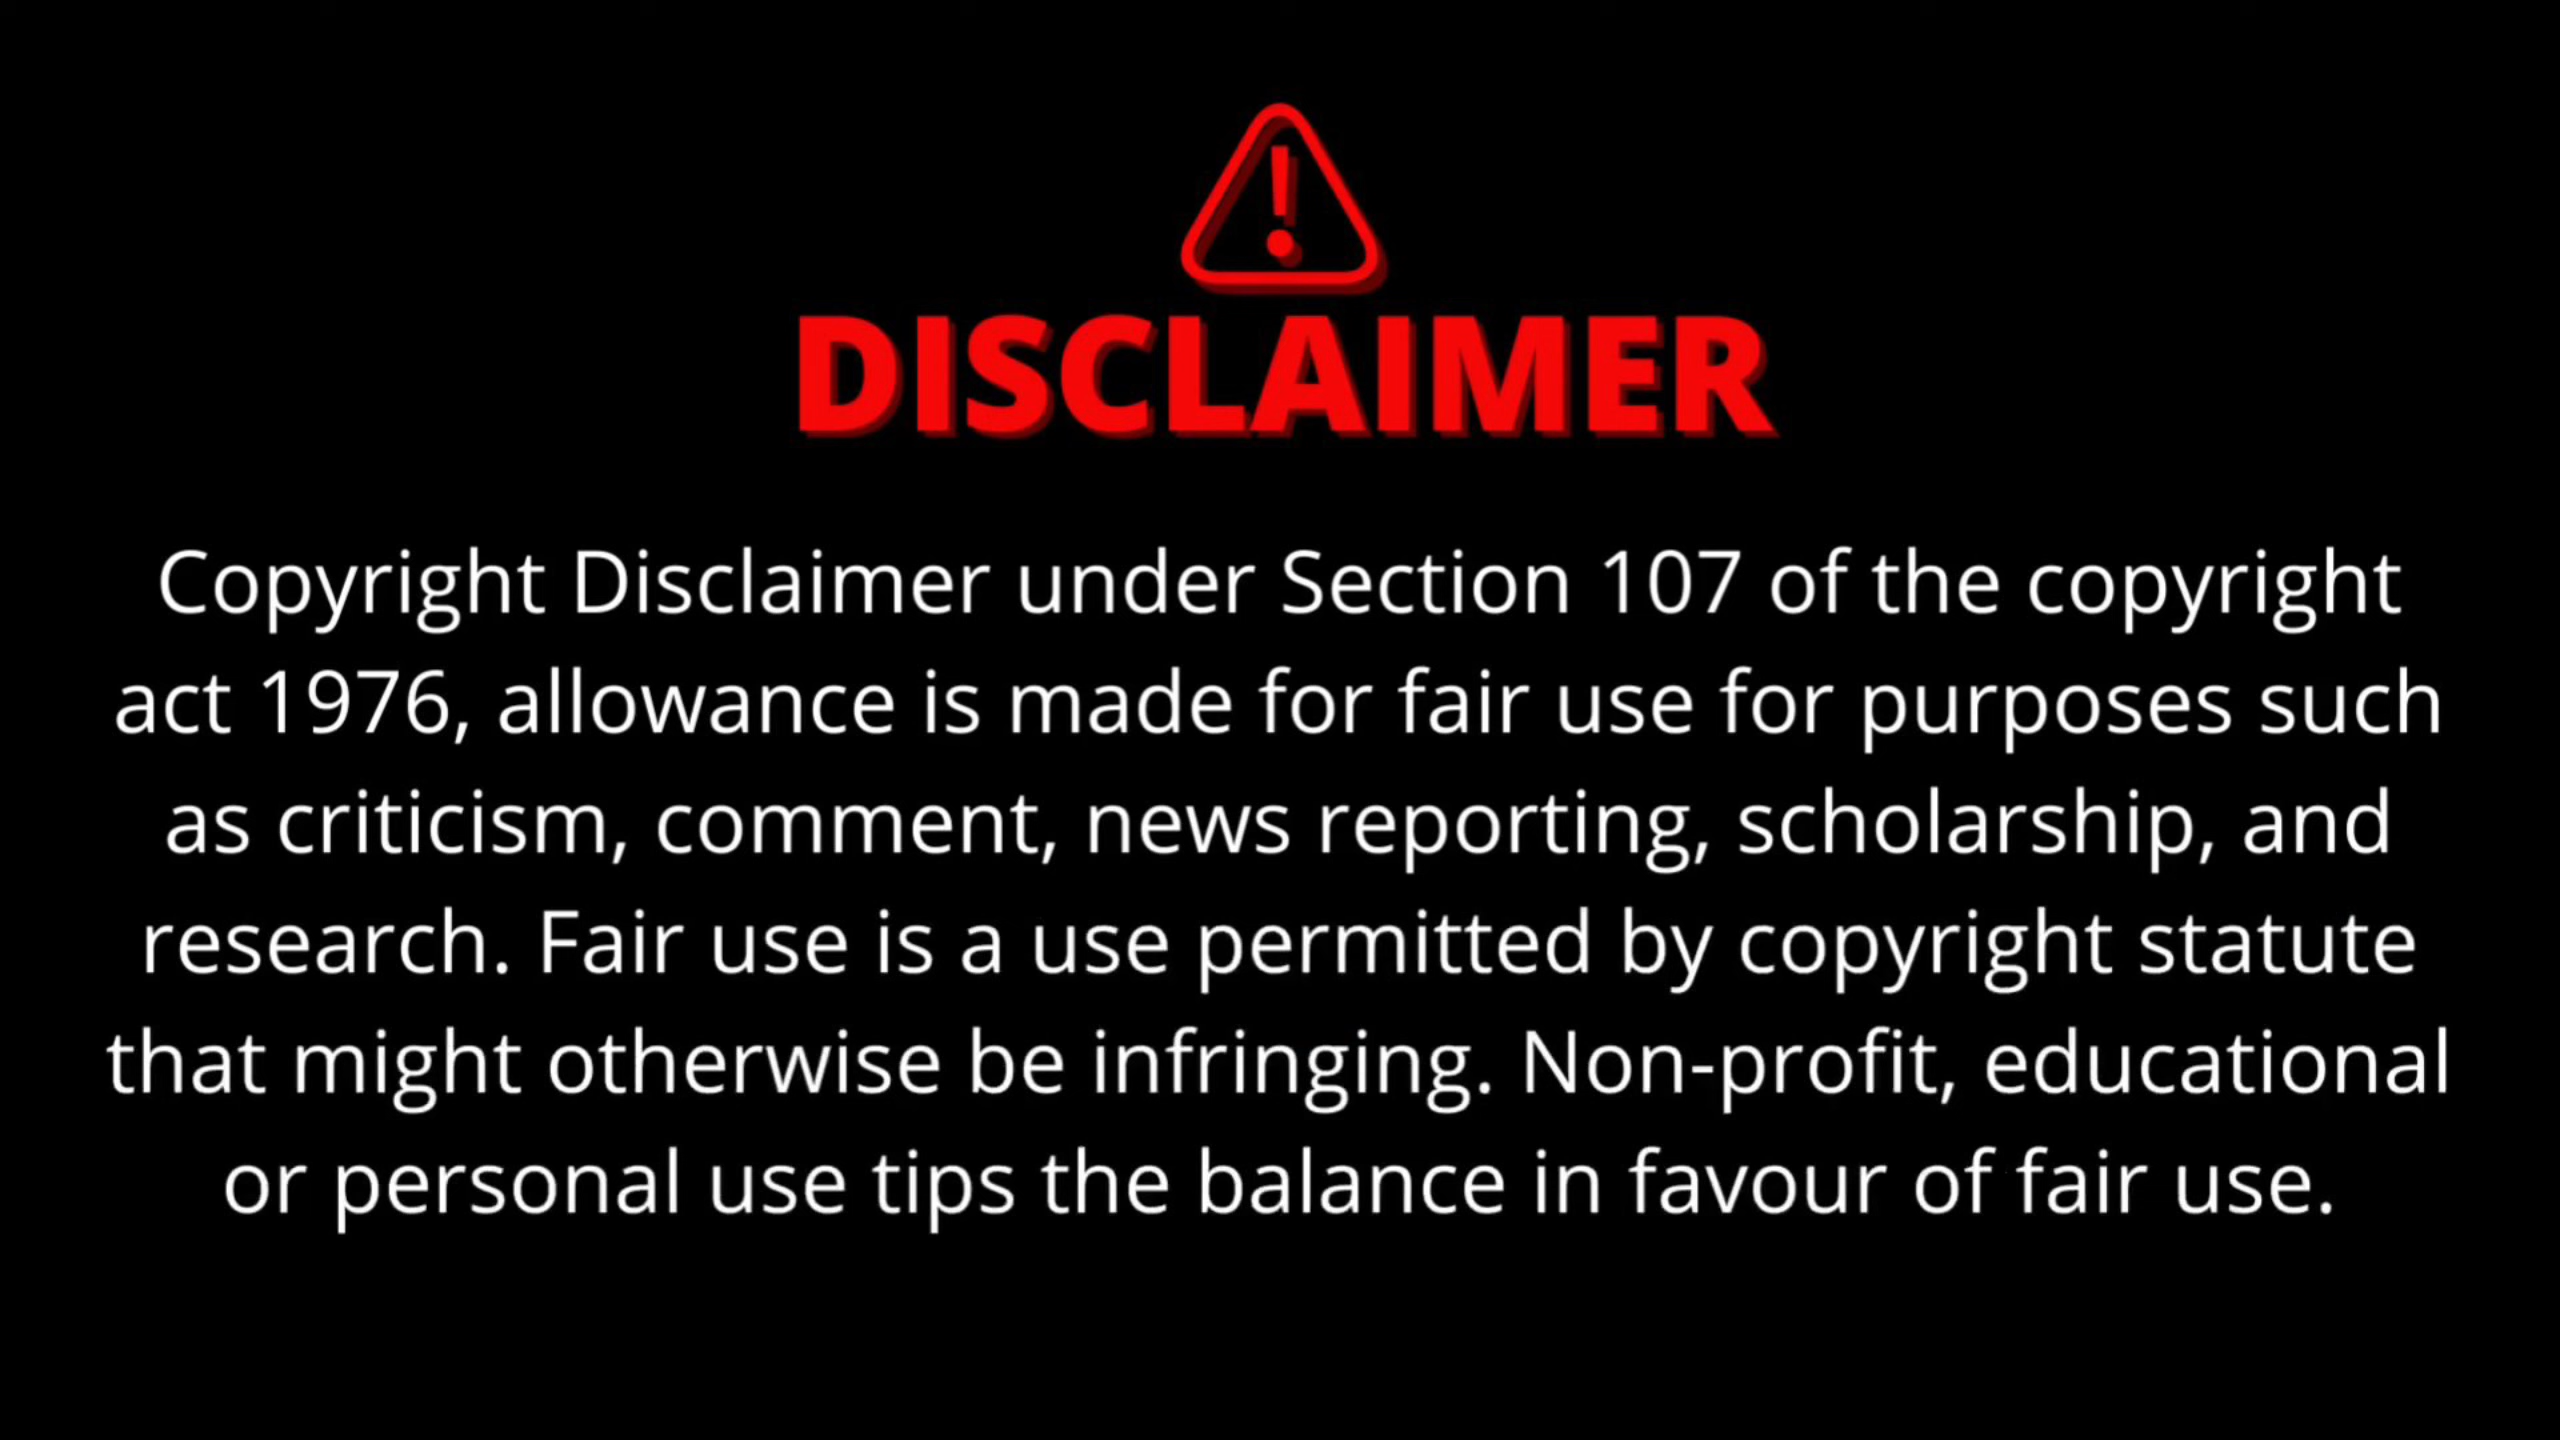 DISCLAIMER
Copyright Disclaimer under Section 107 of the copyright
act 1976, allowance is made for fair use for purposes such
as criticism, comment, news reporting, scholarship, and
research. Fair use is a use permitted by copyright statute
that might otherwise be infringing. Non-profit, educational
or personal use tips the balance in favour of fair use.